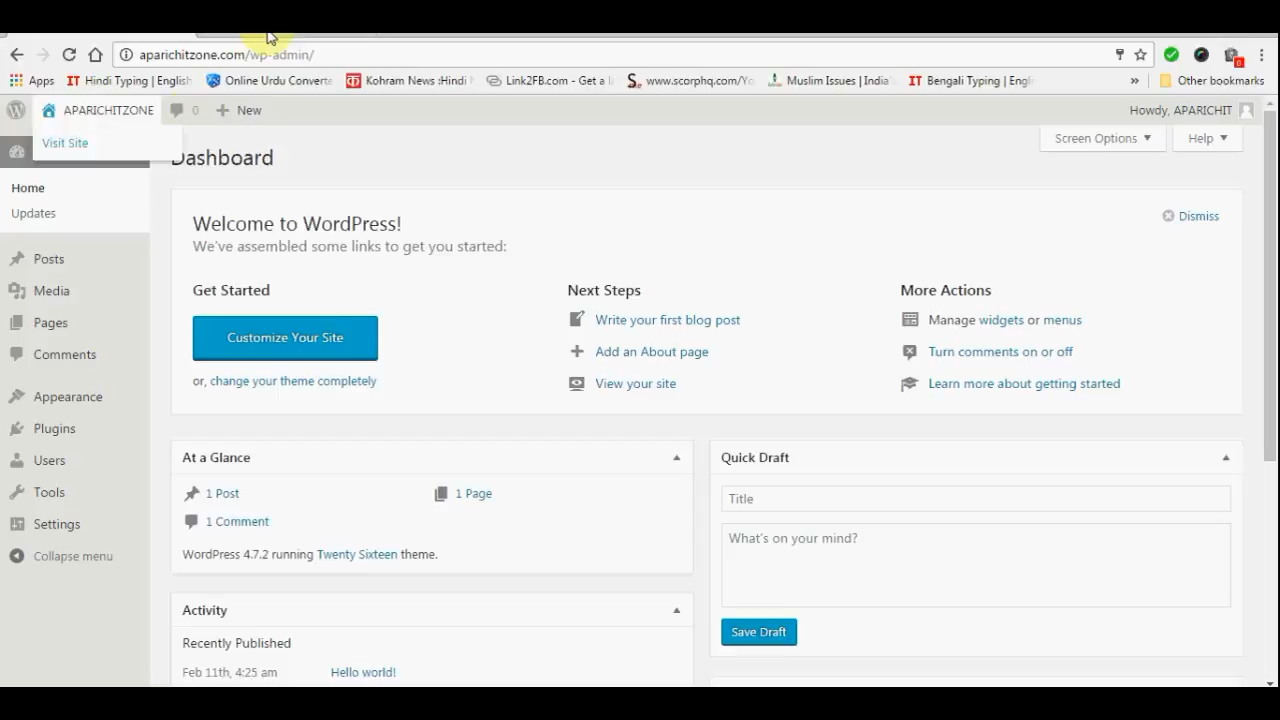 aparichitzone.com/wp-admin/
Apps
Hindi Typing | English
Online Urdu Converte
Kohram News :Hindi
Link2FB.com - Get a l
www.scorphq.com/Yo
Muslim Issues | India
Bengali Typing | Engli
»
Other bookmarks
APARICHITZONE
0
New
Howdy, APARICHIT
Visit Site
Screen Options
Help
Dashboard
Home
Updates
Posts
Media
Pages
Comments
Appearance
Plugins
Users
Tools
Settings
Collapse menu
Welcome to WordPress!
Dismiss
We've assembled some links to get you started:
Get Started
Customize Your Site
or, change your theme completely
Next Steps
Write your first blog post
Add an About page
View your site
More Actions
Manage widgets or menus
Turn comments on or off
Learn more about getting started
At a Glance
1 Post
1 Page
1 Comment
WordPress 4.7.2 running Twenty Sixteen theme.
Activity
Recently Published
Feb 11th, 4:25 am
Hello world!
Quick Draft
Title
What's on your mind?
Save Draft